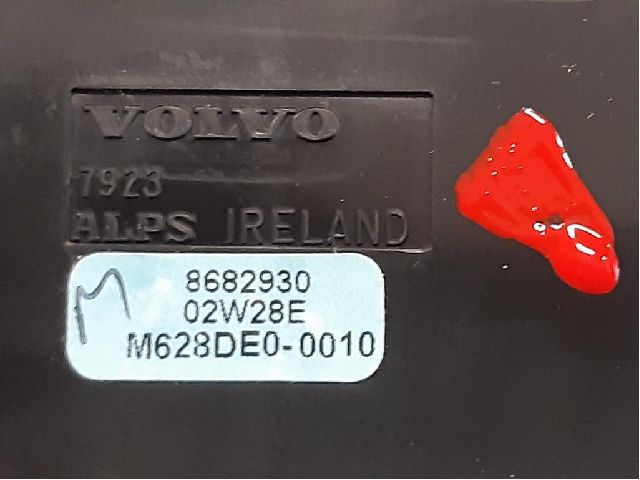 VOLVO
7923
ALPS IRELAND
M
8682930
02W28E
M628DE0-0010